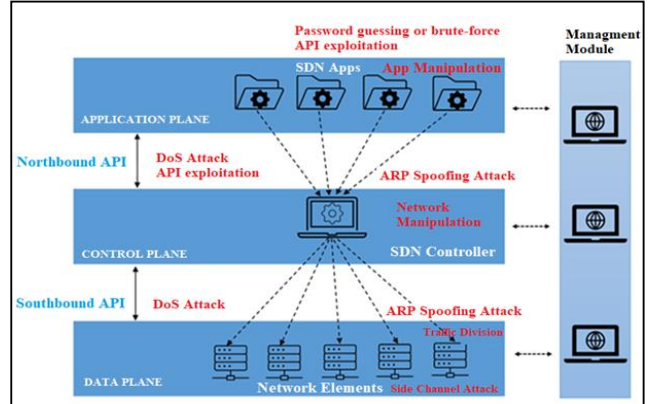 Password guessing or brute-force
API exploitation
Managment
Module
SDN Apps
App Manipulation
APPLICATION PLANE
Northbound API
DoS Attack
API exploitation
ARP Spoofing Attack
Network
Manipulation
CONTROL PLANE
SDN Controller
Southbound API
DoS Attack
ARP Spoofing Attack
Traffic Division
DATA PLANE
Network Elements
Side Channel Attack